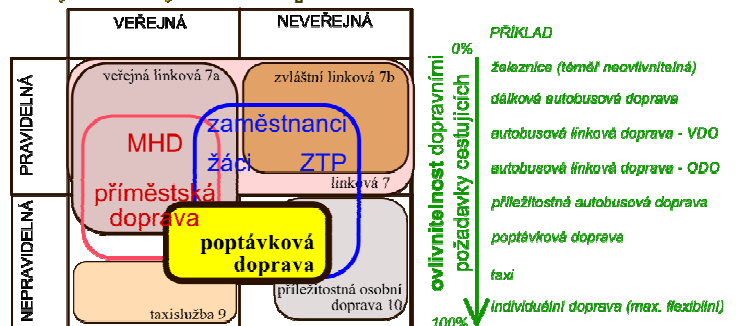 VEŘEJNÁ
NEVEŘEJNÁ
PRAVIDELNÁ
NEPRAVIDELNÁ
veřejná linková 7a
zvláštní linková 7b
zaměstnanci
MHD
žáci
ZTP
linková 7
příměstská
doprava
poptávková
doprava
taxislužba 9
příležitostná osobní
doprava 10
ovlivnitelnost dopravními
požadavky cestujících
0%
100%
PŘÍKLAD
železnice (téměř neovlivnitelná)
dálková autobusová doprava
autobusová linková doprava - VDO
autobusová linková doprava - ODO
příležitostná autobusová doprava
poptávková doprava
taxi
individuální doprava (max. flexibilní)